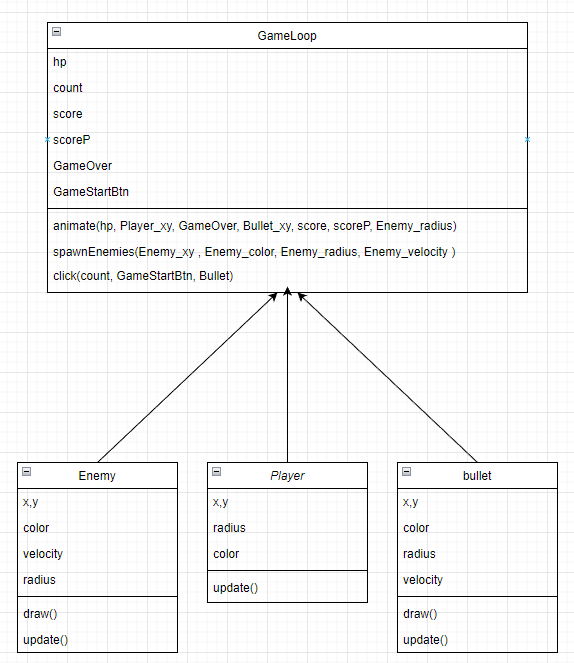 GameLoop
hp
count
score
scoreP
GameOver
GameStartBtn
animate(hp, Player_xy, GameOver, Bullet_xy, score, scoreP, Enemy_radius)
spawnEnemies(Enemy_xy , Enemy_color, Enemy_radius, Enemy_velocity )
click(count, GameStartBtn, Bullet)
Enemy
x,y
color
velocity
radius
draw()
update()
Player
x,y
radius
color
update()
bullet
x,y
color
radius
velocity
draw()
update()